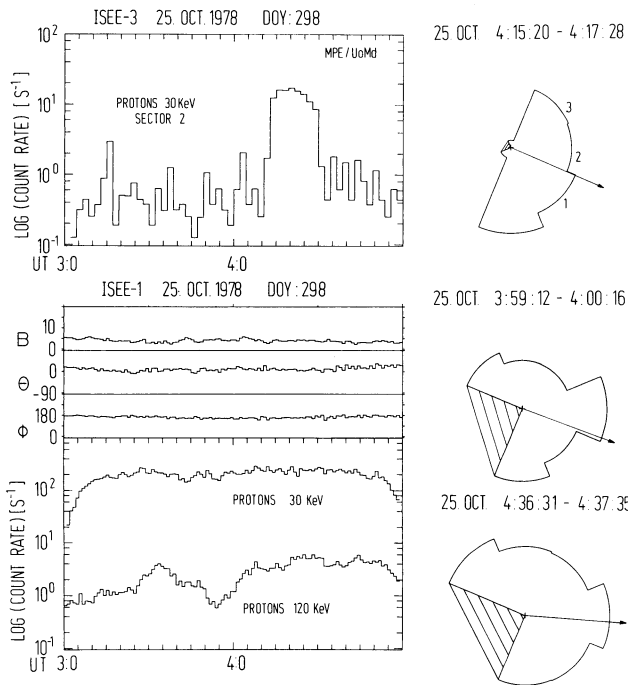 ISEE-3 25. OCT. 1978 DOY: 298
LOG (COUNT RATE) [S⁻¹]
10²
10¹
10⁰
10⁻¹
MPE/UoMd
PROTONS 30 KeV
SECTOR 2
UT 3:0 4:0
ISEE-1 25. OCT. 1978 DOY: 298
B
10
0
Θ
0
-90
Φ
180
0
LOG (COUNT RATE) [S⁻¹]
10²
10¹
10⁰
10⁻¹
PROTONS 30 KeV
PROTONS 120 KeV
UT 3:0 4:0
25. OCT. 4:15:20 - 4:17:28
3
2
1
25. OCT. 3:59:12 - 4:00:16
25. OCT. 4:36:31 - 4:37:35